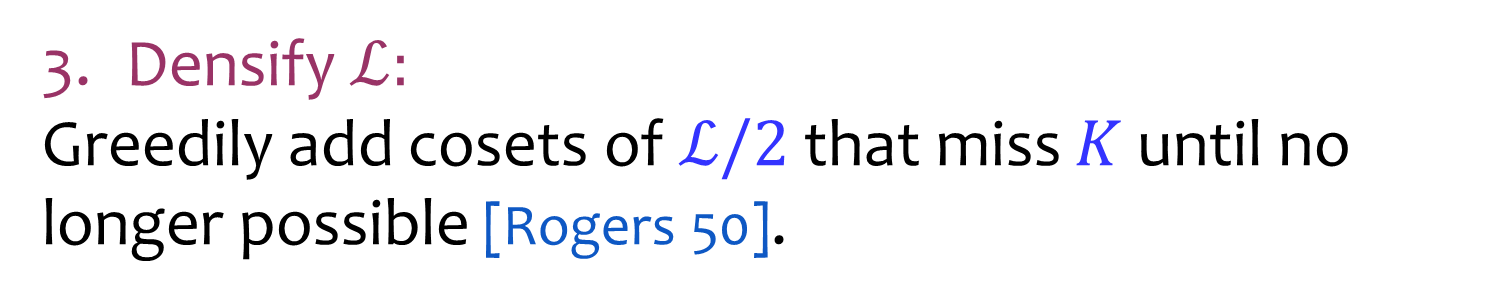 3. Densify ℒ:
Greedily add cosets of ℒ/2 that miss K until no
longer possible [Rogers 50].